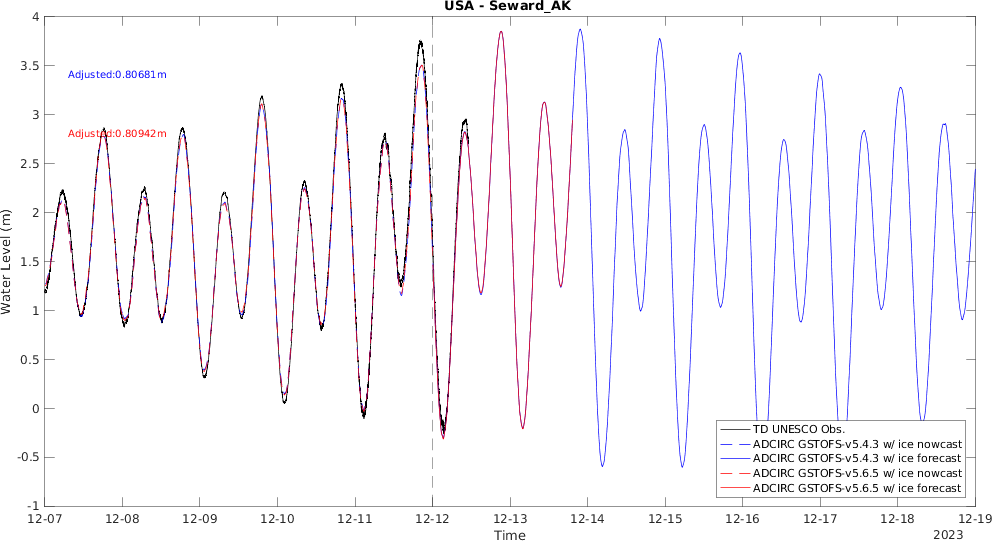 USA - Seward_AK
4
3.5
3
2.5
2
1.5
1
0.5
0
-0.5
-1
Water Level (m)
Adjusted:0.80681m
Adjusted:0.80942m
TD UNESCO Obs.
ADCIRC GSTOFS-v5.4.3 w/ ice nowcast
ADCIRC GSTOFS-v5.4.3 w/ ice forecast
ADCIRC GSTOFS-v5.6.5 w/ ice nowcast
ADCIRC GSTOFS-v5.6.5 w/ ice forecast
12-07 12-08 12-09 12-10 12-11 12-12 12-13 12-14 12-15 12-16 12-17 12-18 12-19
Time
2023